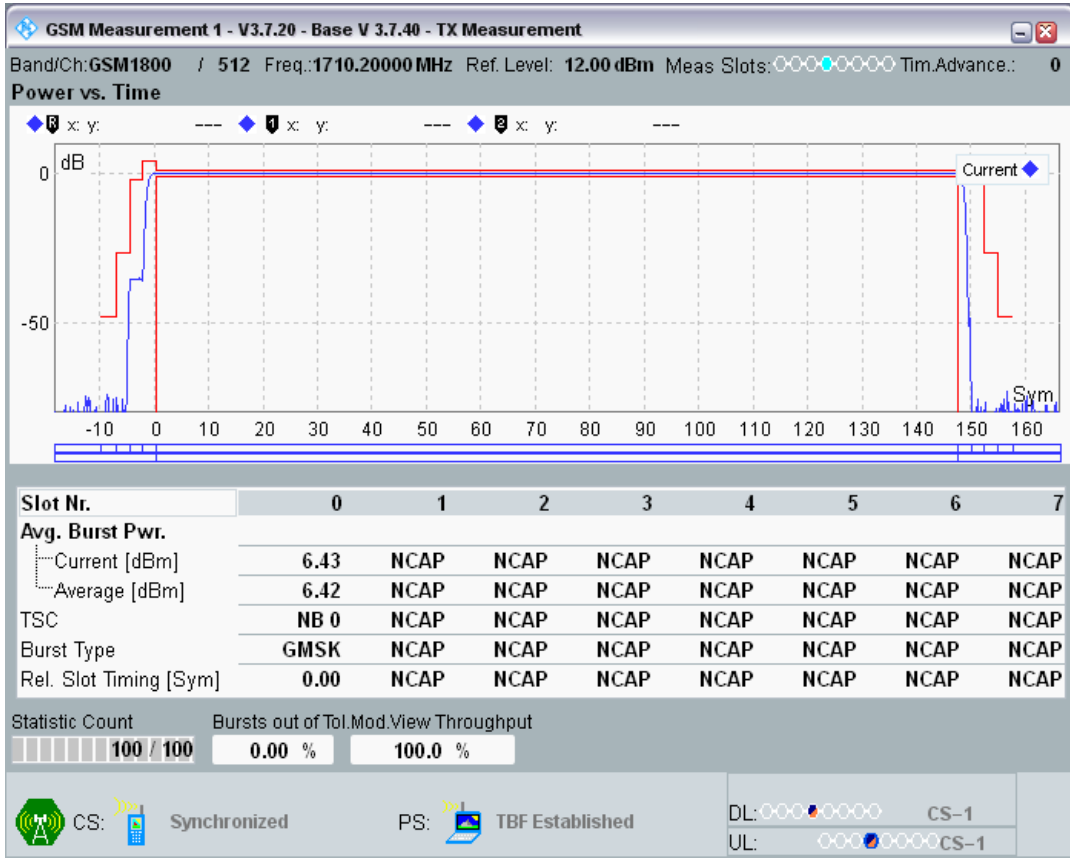 GSM Measurement 1 - V3.7.20 - Base V 3.7.40 - TX Measurement
Band/Ch:GSM1800 / 512 Freq.:1710.20000 MHz Ref. Level: 12.00 dBm Meas Slots: Tim.Advance.: 0
Power vs. Time
R x: y: --- 1 x: y: --- 2 x: y: ---
dB
Current
0
-50
Sym
-10 0 10 20 30 40 50 60 70 80 90 100 110 120 130 140 150 160
Slot Nr. 0 1 2 3 4 5 6 7
Avg. Burst Pwr.
Current [dBm] 6.43 NCAP NCAP NCAP NCAP NCAP NCAP NCAP
Average [dBm] 6.42 NCAP NCAP NCAP NCAP NCAP NCAP NCAP
TSC NB 0 NCAP NCAP NCAP NCAP NCAP NCAP NCAP
Burst Type GMSK NCAP NCAP NCAP NCAP NCAP NCAP NCAP
Rel. Slot Timing [Sym] 0.00 NCAP NCAP NCAP NCAP NCAP NCAP NCAP
Statistic Count Bursts out of Tol. Mod.View Throughput
100 / 100 0.00 % 100.0 %
CS: Synchronized PS: TBF Established
DL: CS-1
UL: CS-1